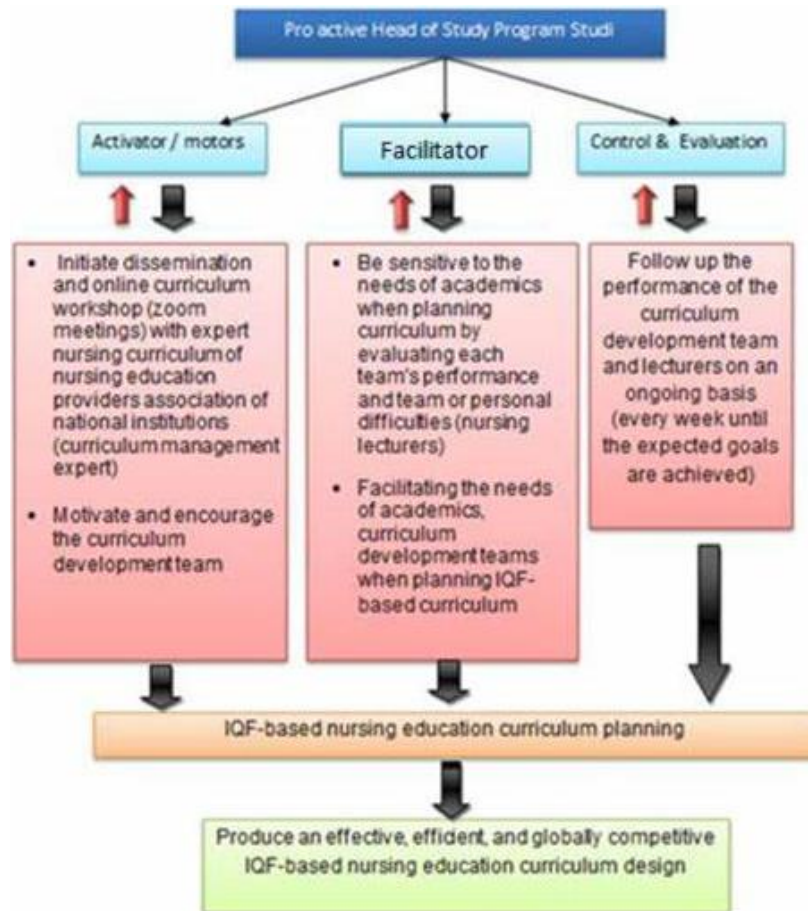 Pro active Head of Study Program Studi
Activator / motors
Facilitator
Control & Evaluation
• Initiate dissemination
and online curriculum
workshop (zoom
meetings) with expert
nursing curriculum of
nursing education
providers association of
national institutions
(curriculum management
expert)
• Motivate and encourage
the curriculum
development team
• Be sensitive to the
needs of academics
when planning
curriculum by
evaluating each
team's performance
and team or personal
difficulties (nursing
lecturers)
• Facilitating the needs
of academics,
curriculum
development teams
when planning IQF-
based curriculum
Follow up the
performance of the
curriculum
development team
and lecturers on an
ongoing basis
(every week until
the expected goals
are achieved)
IQF-based nursing education curriculum planning
Produce an effective, efficient, and globally competitive
IQF-based nursing education curriculum design